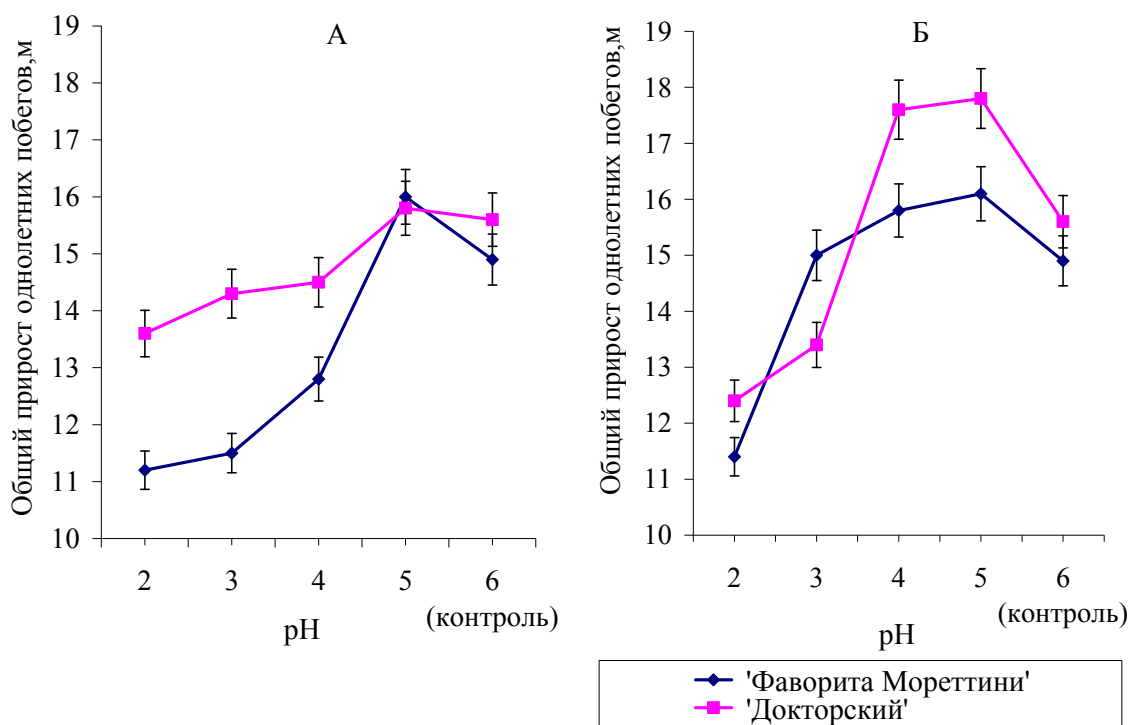 А
Общий прирост однолетних побегов,м
19
18
17
16
15
14
13
12
11
10
2 3 4 5 6
(контроль)
pH
Б
Общий прирост однолетних побегов,м
19
18
17
16
15
14
13
12
11
10
2 3 4 5 6
(контроль)
pH
'Фаворита Мореттини'
'Докторский'